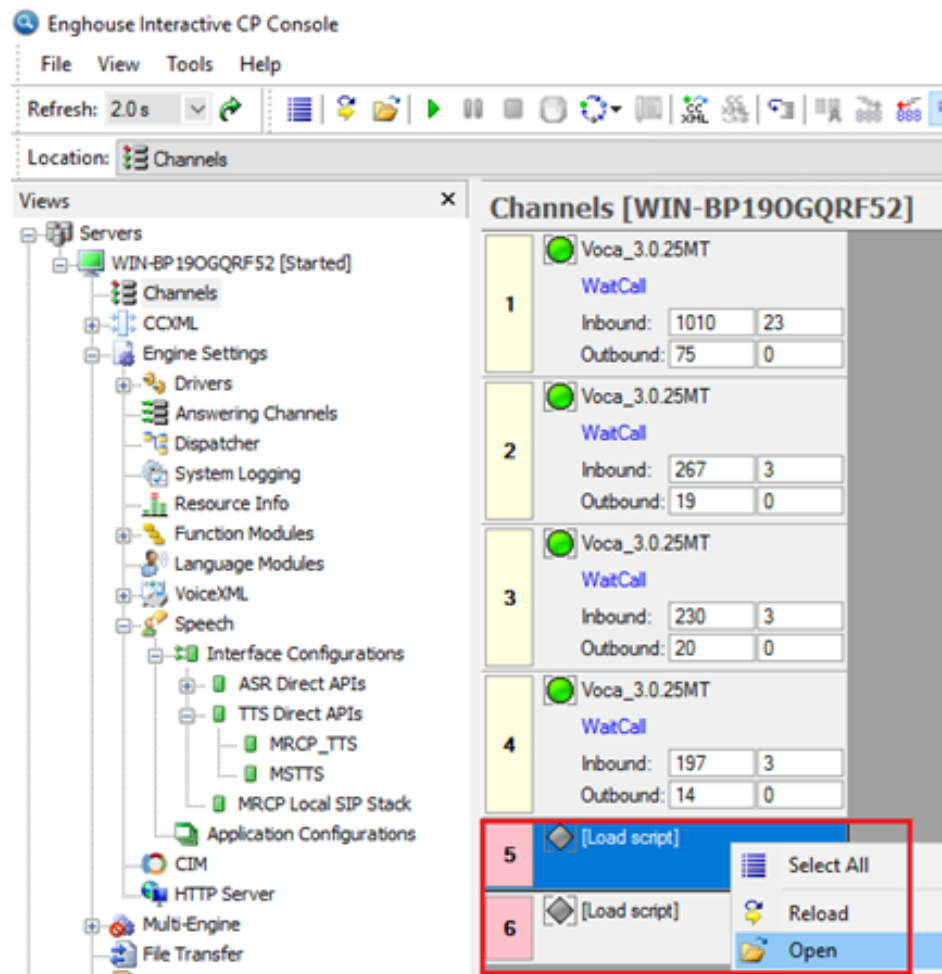 Enghouse Interactive CP Console
File View Tools Help
Refresh: 2.0 s
Location: Channels
Views
Servers
WIN-BP19OGQRF52 [Started]
Channels
CCXML
Engine Settings
Drivers
Answering Channels
Dispatcher
System Logging
Resource Info
Function Modules
Language Modules
VoiceXML
Speech
Interface Configurations
ASR Direct APIs
TTS Direct APIs
MRCP_TTS
MSTTS
MRCP Local SIP Stack
Application Configurations
CIM
HTTP Server
Multi-Engine
File Transfer
Channels [WIN-BP19OGQRF52]
1
Voca_3.0.25MT
WaitCall
Inbound: 1010 23
Outbound: 75 0
2
Voca_3.0.25MT
WaitCall
Inbound: 267 3
Outbound: 19 0
3
Voca_3.0.25MT
WaitCall
Inbound: 230 3
Outbound: 20 0
4
Voca_3.0.25MT
WaitCall
Inbound: 197 3
Outbound: 14 0
5
[Load script]
6
[Load script]
Select All
Reload
Open